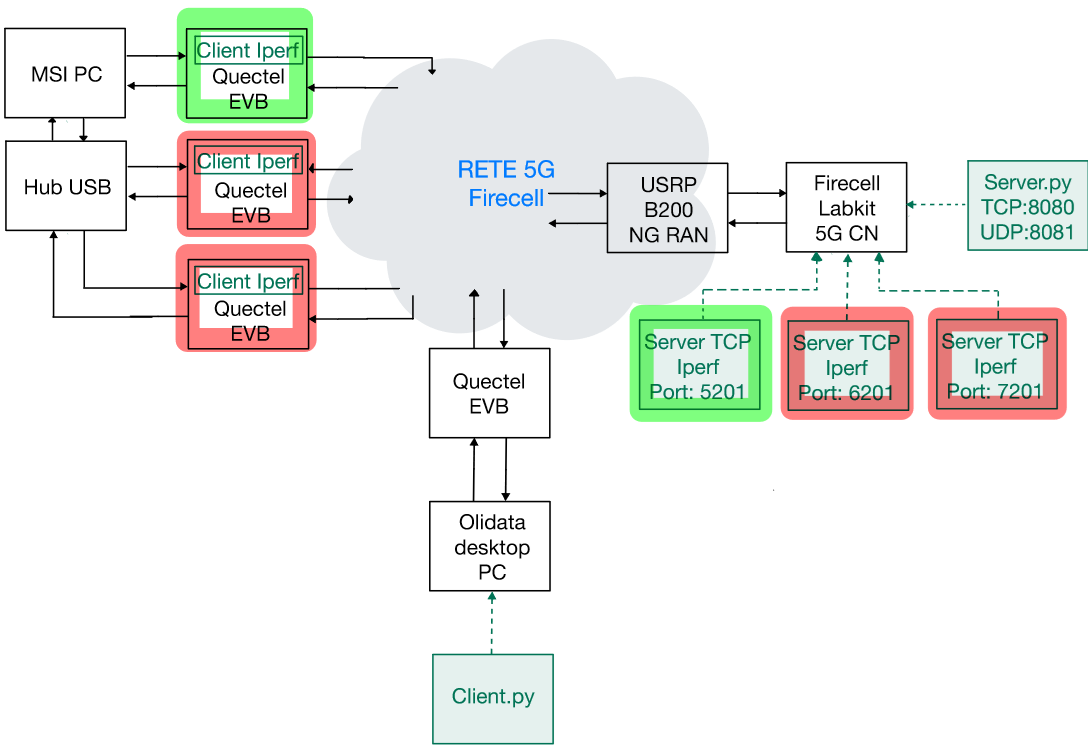 MSI PC
Client Iperf
Quectel
EVB
Hub USB
Client Iperf
Quectel
EVB
Client Iperf
Quectel
EVB
RETE 5G
Firecell
USRP
B200
NG RAN
Firecell
Labkit
5G CN
Server.py
TCP:8080
UDP:8081
Server TCP
Iperf
Port: 5201
Server TCP
Iperf
Port: 6201
Server TCP
Iperf
Port: 7201
Quectel
EVB
Olidata
desktop
PC
Client.py